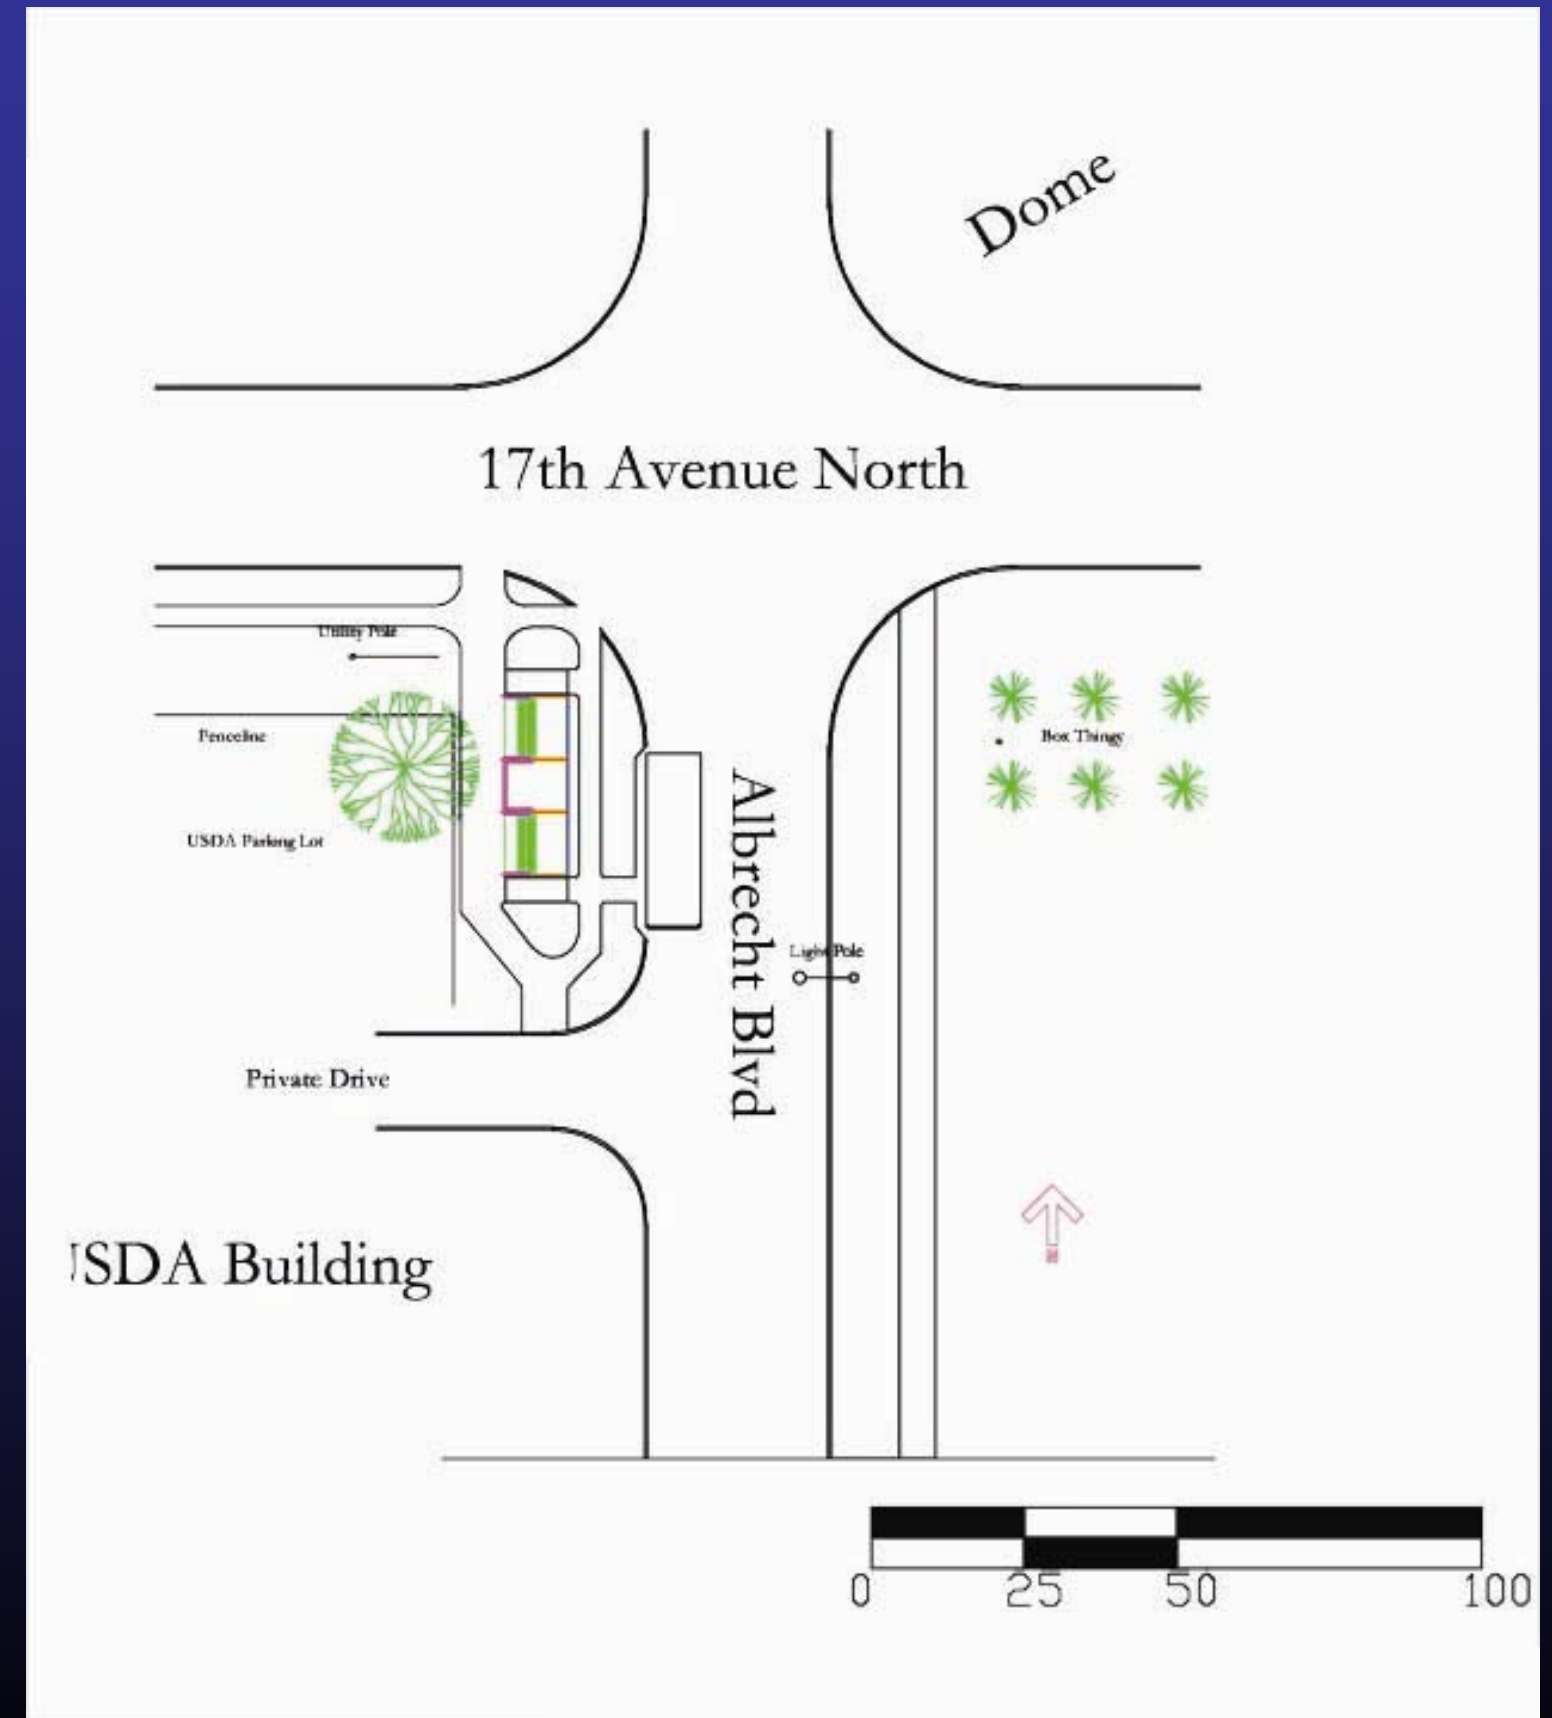 Dome
17th Avenue North
Utility Pole
Fenceline
Box Thingy
USDA Parking Lot
Albrecht Blvd
Light Pole
Private Drive
USDA Building
0 25 50 100